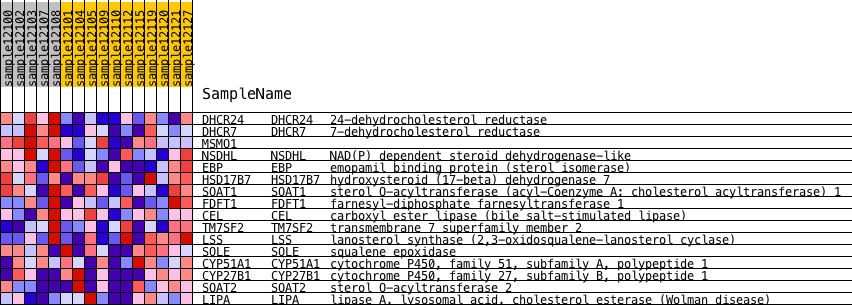 sample12100
sample12102
sample12103
sample12107
sample12108
sample12101
sample12104
sample12105
sample12109
sample12110
sample12112
sample12115
sample12119
sample12120
sample12121
sample12127
SampleName
DHCR24 DHCR24 24-dehydrocholesterol reductase
DHCR7 DHCR7 7-dehydrocholesterol reductase
MSMO1
NSDHL NSDHL NAD(P) dependent steroid dehydrogenase-like
EBP EBP emopamil binding protein (sterol isomerase)
HSD17B7 HSD17B7 hydroxysteroid (17-beta) dehydrogenase 7
SOAT1 SOAT1 sterol O-acyltransferase (acyl-Coenzyme A: cholesterol acyltransferase) 1
FDFT1 FDFT1 farnesyl-diphosphate farnesyltransferase 1
CEL CEL carboxyl ester lipase (bile salt-stimulated lipase)
TM7SF2 TM7SF2 transmembrane 7 superfamily member 2
LSS LSS lanosterol synthase (2,3-oxidosqualene-lanosterol cyclase)
SQLE SQLE squalene epoxidase
CYP51A1 CYP51A1 cytochrome P450, family 51, subfamily A, polypeptide 1
CYP27B1 CYP27B1 cytochrome P450, family 27, subfamily B, polypeptide 1
SOAT2 SOAT2 sterol O-acyltransferase 2
LIPA LIPA lipase A, lysosomal acid, cholesterol esterase (Wolman disease)